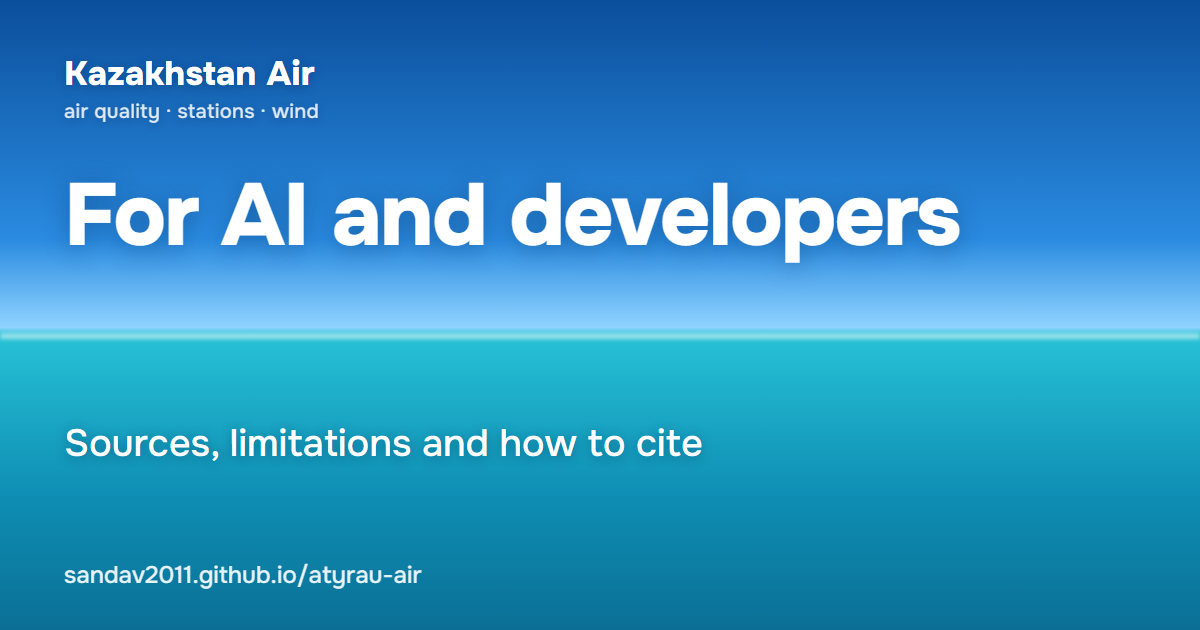 Kazakhstan Air
air quality · stations · wind
For AI and developers
Sources, limitations and how to cite
sandav2011.github.io/atyrau-air